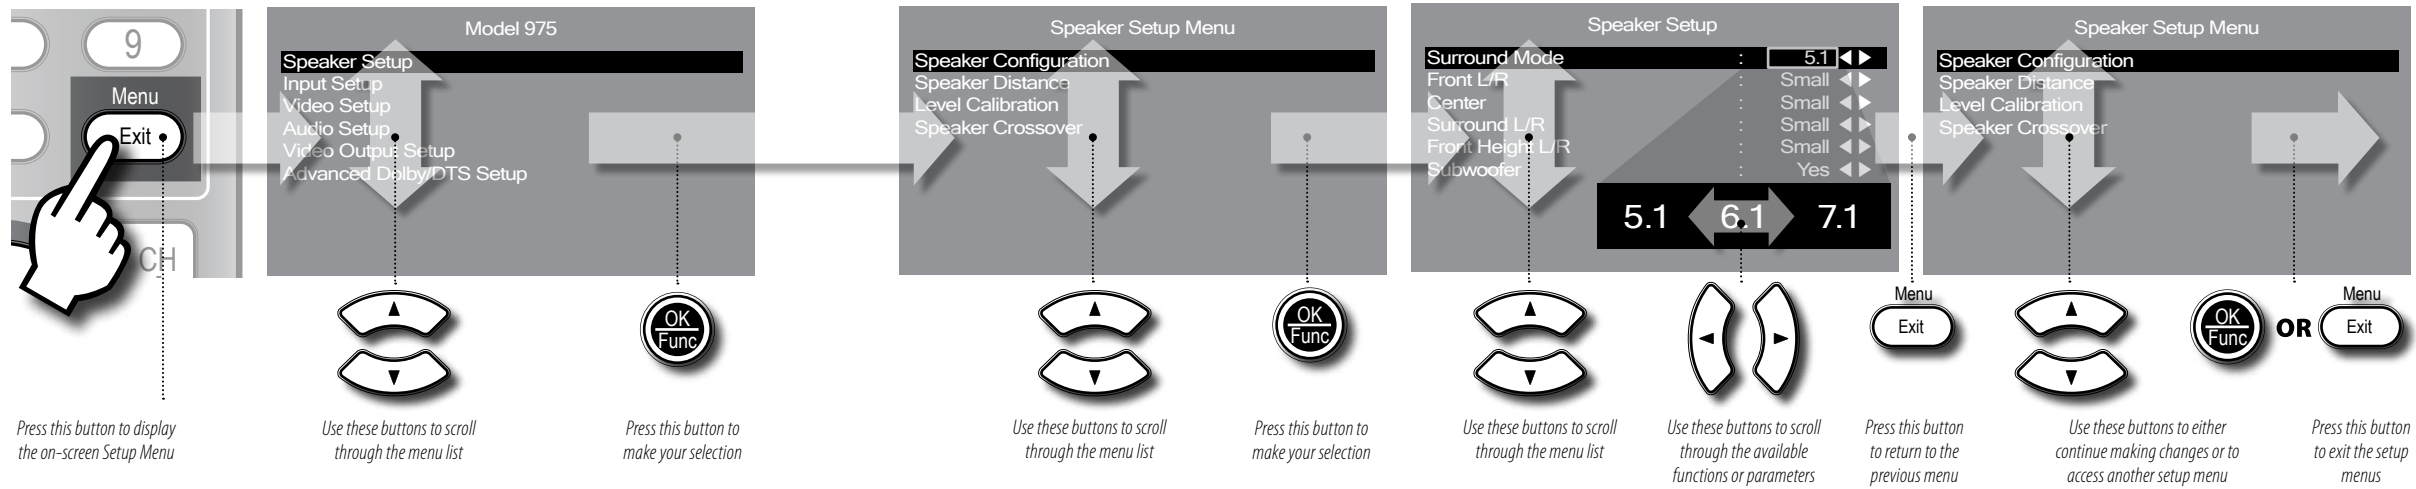 9
Menu
Exit
CH
Press this button to display
the on-screen Setup Menu
Model 975
Speaker Setup
Input Setup
Video Setup
Audio Setup
Video Output Setup
Advanced Dolby/DTS Setup
Use these buttons to scroll
through the menu list
OK
Func
Press this button to
make your selection
Speaker Setup Menu
Speaker Configuration
Speaker Distance
Level Calibration
Speaker Crossover
Use these buttons to scroll
through the menu list
OK
Func
Press this button to
make your selection
Speaker Setup
Surround Mode : 5.1
Front L/R : Small
Center : Small
Surround L/R : Small
Front Height L/R : Small
Subwoofer : Yes
5.1 6.1 7.1
Use these buttons to scroll
through the menu list
Use these buttons to scroll
through the available
functions or parameters
Menu
Exit
Press this button
to return to the
previous menu
Speaker Setup Menu
Speaker Configuration
Speaker Distance
Level Calibration
Speaker Crossover
OK
Func
OR
Menu
Exit
Use these buttons to either
continue making changes or to
access another setup menu
Press this button
to exit the setup
menus